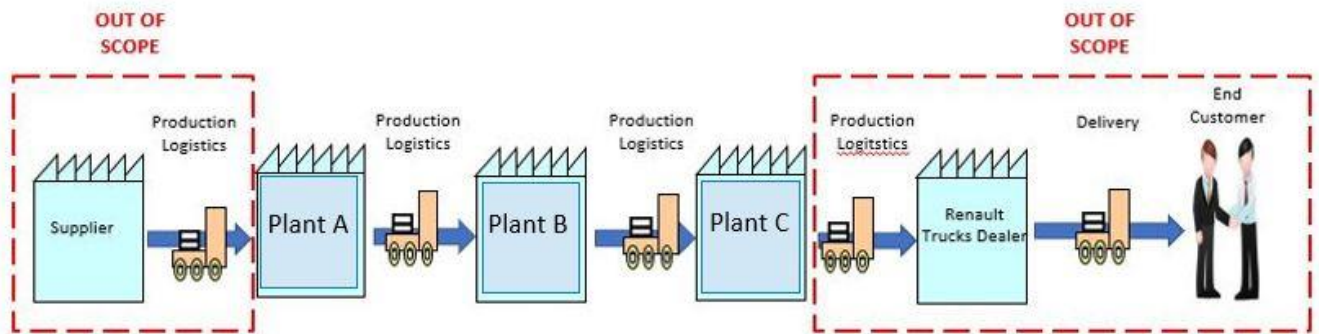 OUT OF
SCOPE
OUT OF
SCOPE
Production
Logistics
Production
Logistics
Production
Logistics
Production
Logitstics
Delivery
End
Customer
Supplier
Plant A
Plant B
Plant C
Renault
Trucks Dealer